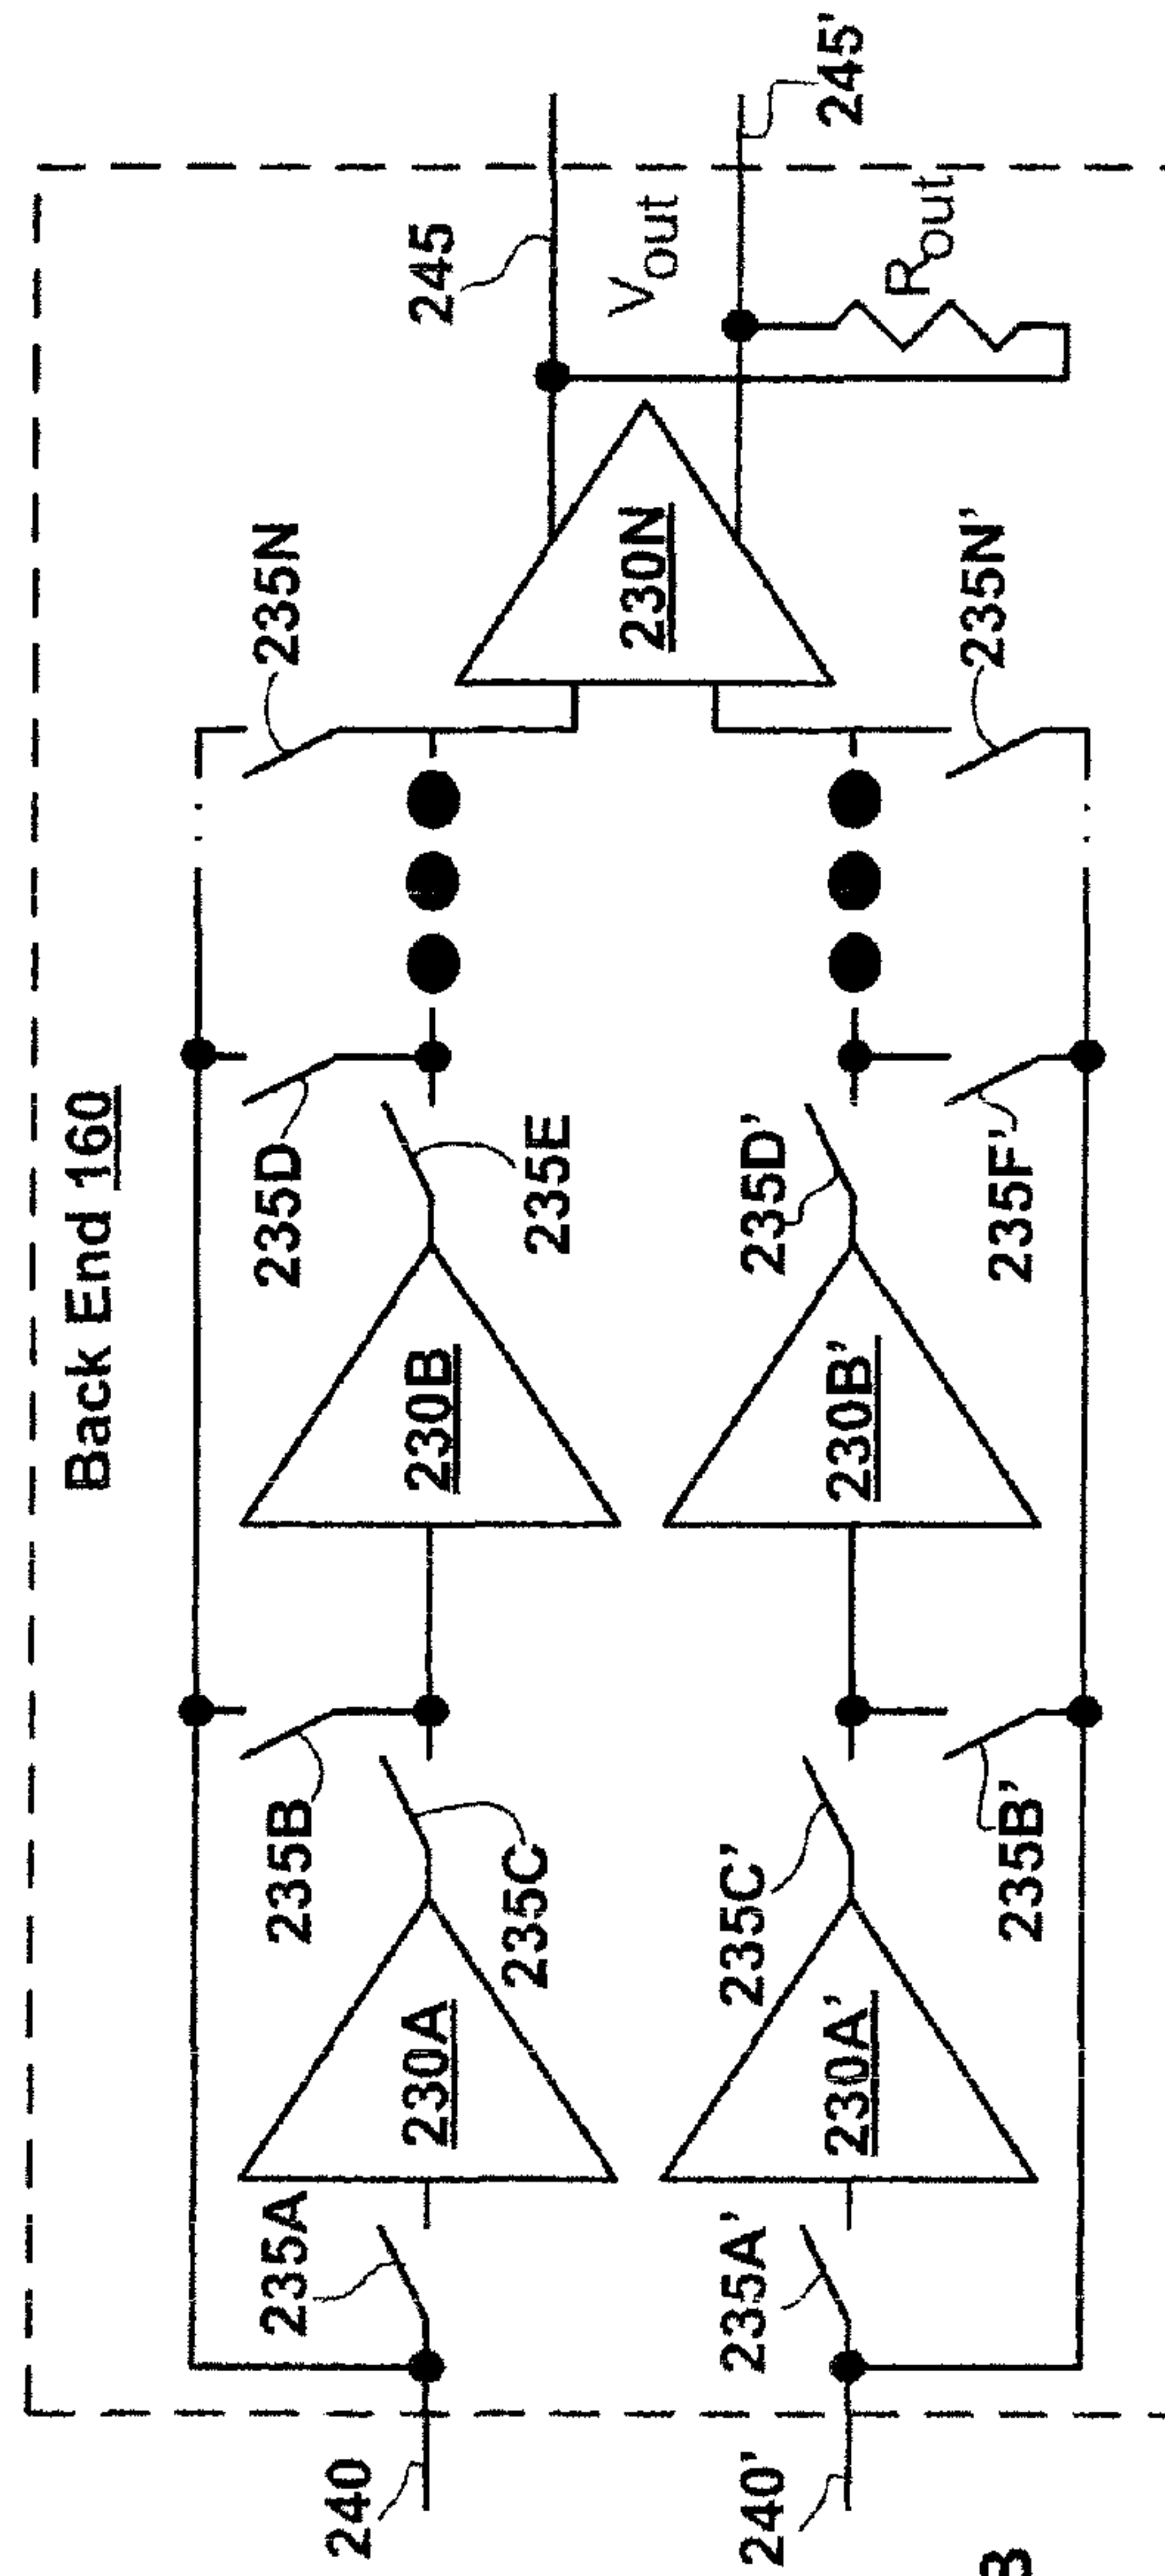 Back End 160
235N
245
245'
Vout
Rout
235D
235E
230N
235B
235C
230B
235N'
235A
230A
240
235D'
235F'
230B'
235C'
235B'
235A'
230A'
240'
B